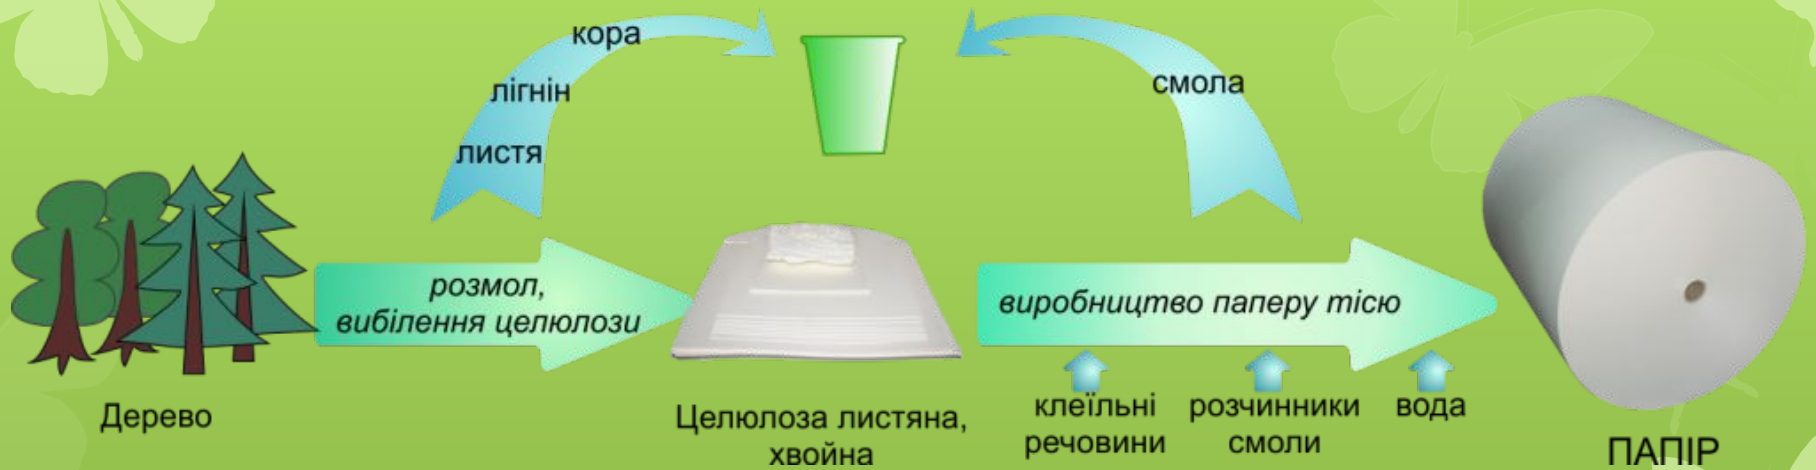 кора
лігнін
листя
смола
розмол,
вибілення целюлози
виробництво паперу тісю
Дерево
Целюлоза листяна,
хвойна
клеїльні
речовини
розчинники
смоли
вода
ПАПІР